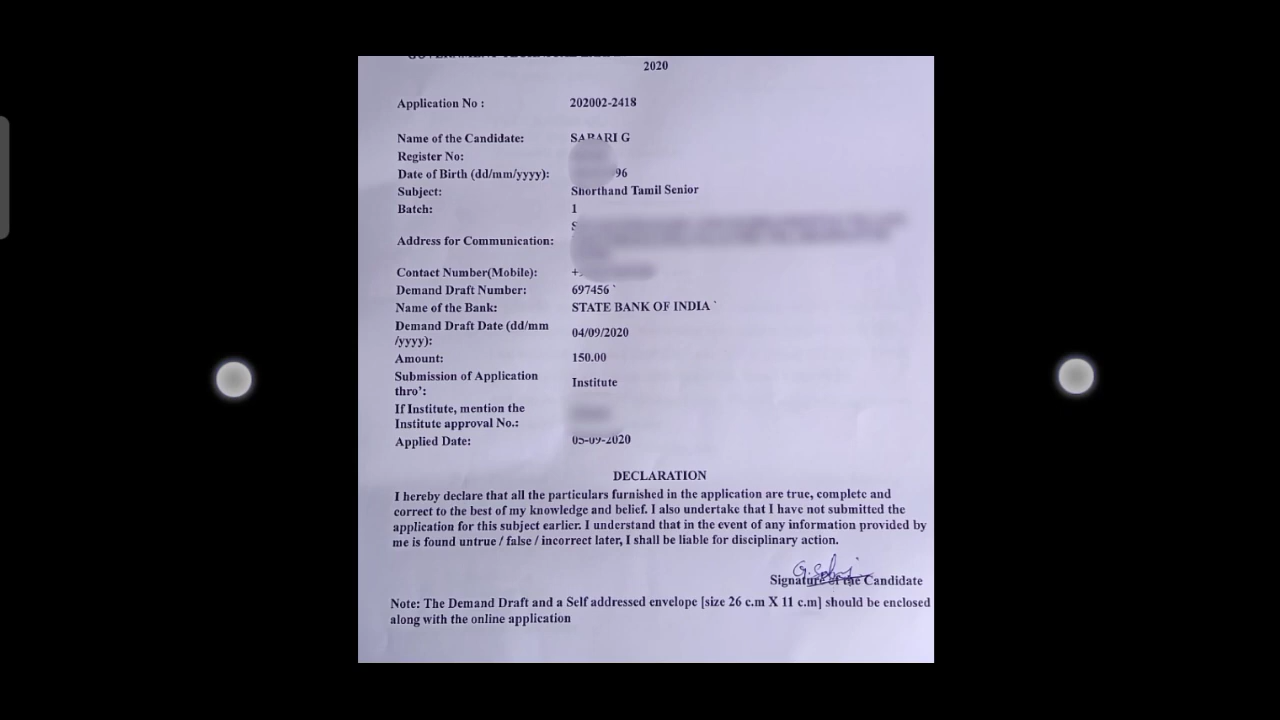 2020
Application No : 202002-2418
Name of the Candidate: SABARI G
Register No:
Date of Birth (dd/mm/yyyy): 96
Subject: Shorthand Tamil Senior
Batch: 1
S
Address for Communication:
Contact Number(Mobile): +
Demand Draft Number: 697456 `
Name of the Bank: STATE BANK OF INDIA `
Demand Draft Date (dd/mm
/yyyy): 04/09/2020
Amount: 150.00
Submission of Application
thro': Institute
If Institute, mention the
Institute approval No.:
Applied Date: 05-09-2020
DECLARATION
I hereby declare that all the particulars furnished in the application are true, complete and
correct to the best of my knowledge and belief. I also undertake that I have not submitted the
application for this subject earlier. I understand that in the event of any information provided by
me is found untrue / false / incorrect later, I shall be liable for disciplinary action.
Signature of the Candidate
Note: The Demand Draft and a Self addressed envelope [size 26 c.m X 11 c.m] should be enclosed
along with the online application